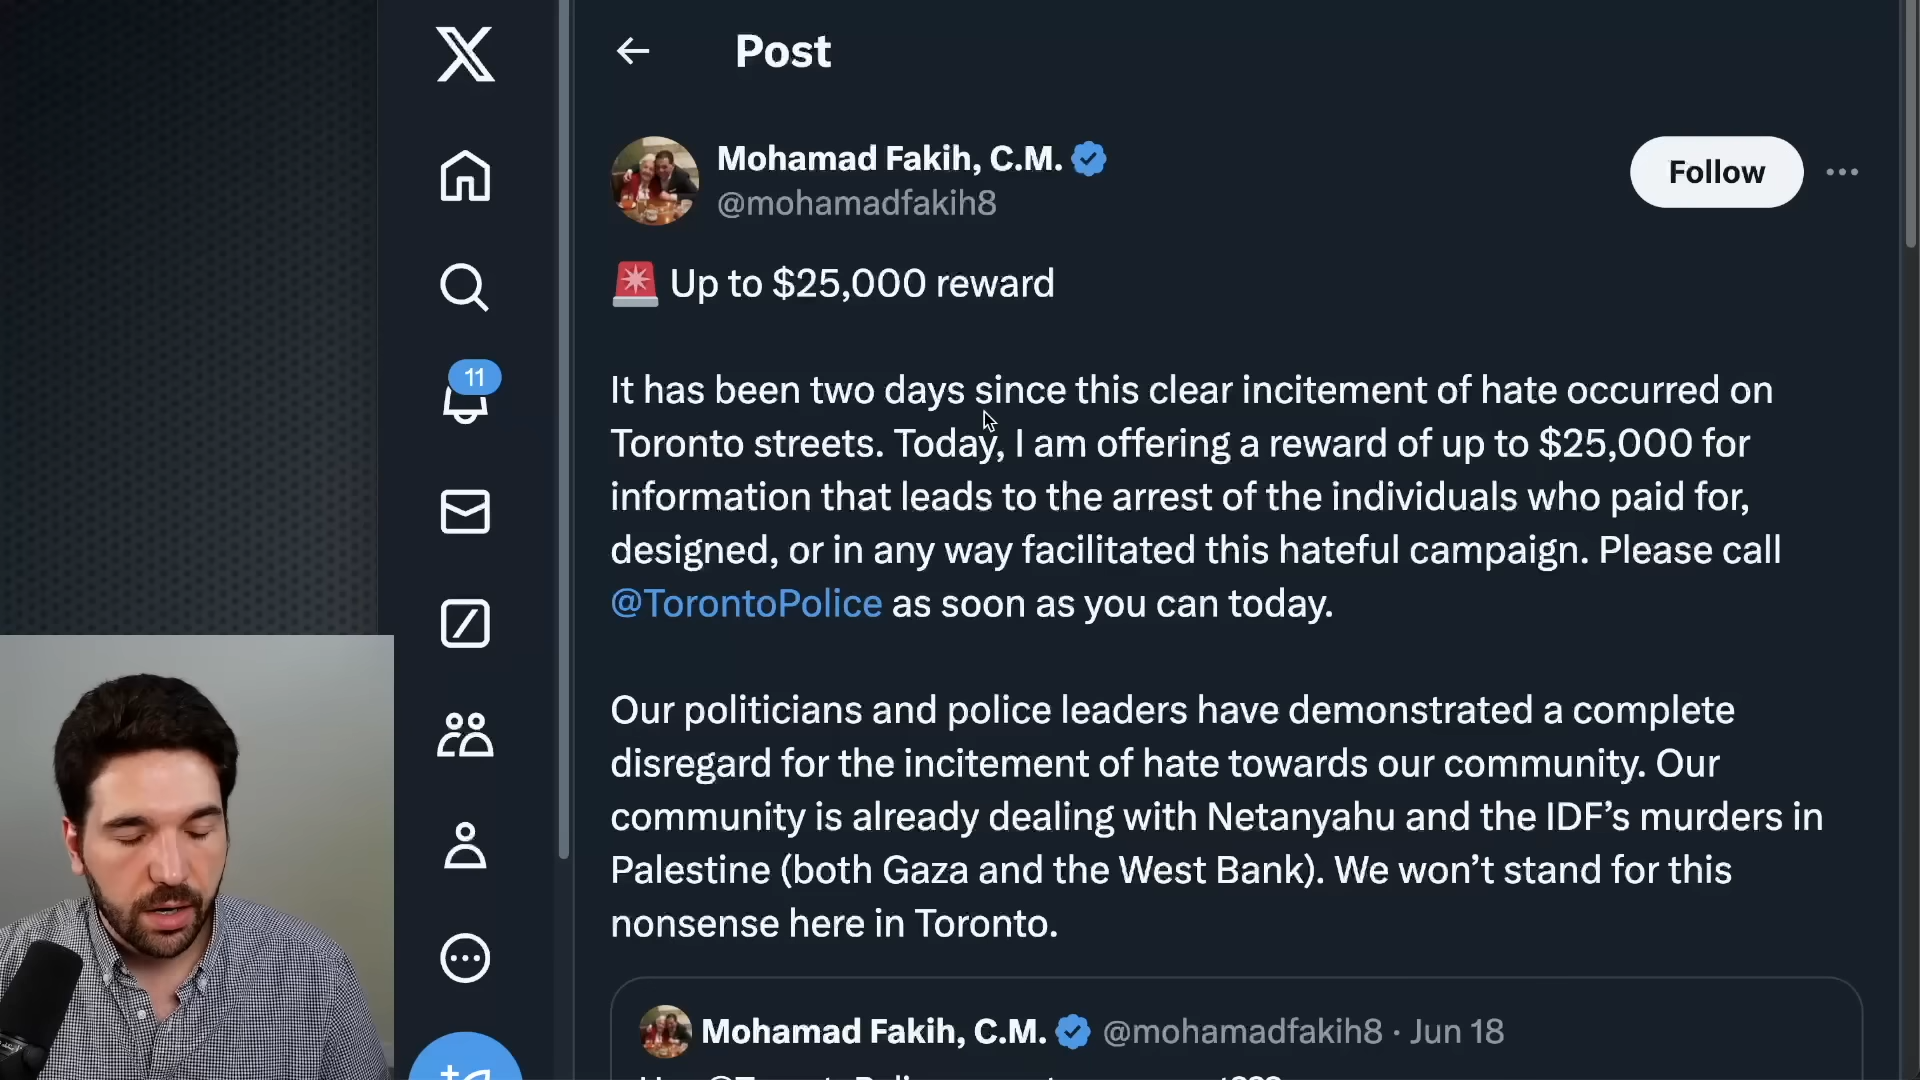 Post
Mohamad Fakih, C.M.
@mohamadfakih8
Follow
Up to $25,000 reward
11
It has been two days since this clear incitement of hate occurred on
Toronto streets. Today, I am offering a reward of up to $25,000 for
information that leads to the arrest of the individuals who paid for,
designed, or in any way facilitated this hateful campaign. Please call
@TorontoPolice as soon as you can today.
Our politicians and police leaders have demonstrated a complete
disregard for the incitement of hate towards our community. Our
community is already dealing with Netanyahu and the IDF’s murders in
Palestine (both Gaza and the West Bank). We won’t stand for this
nonsense here in Toronto.
Mohamad Fakih, C.M. @mohamadfakih8 · Jun 18